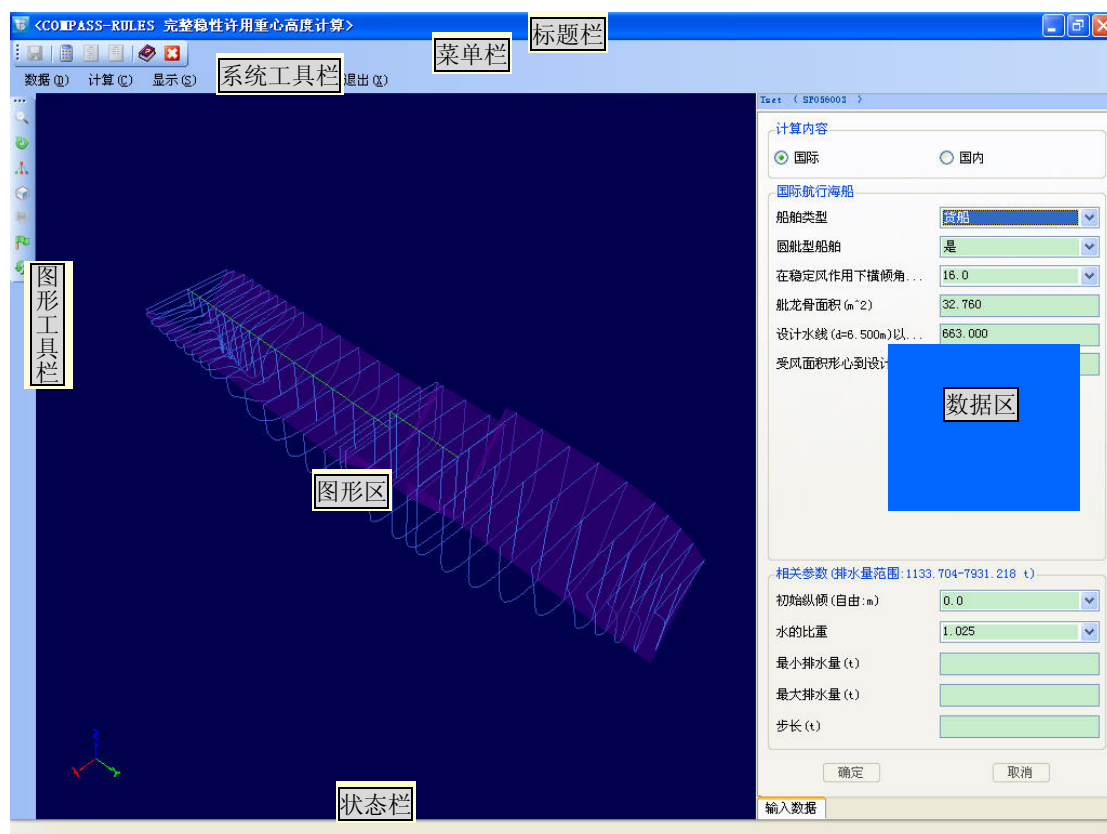 <COMPASS-RULES 完整稳性许用重心高度计算>
标题栏
菜单栏
数据(D) 计算(C) 显示(S) 系统工具栏 退出(X)
Tset 〈 SP056003 〉
计算内容
国际 国内
国际航行海船
船舶类型 货船
圆舭型船舶 是
在稳定风作用下横倾角... 16.0
舭龙骨面积(m^2) 32.760
设计水线(d=6.500m)以... 663.000
受风面积形心到设计
数据区
图形工具栏
图形区
相关参数(排水量范围:1133.704-7931.218 t)
初始纵倾(自由:m) 0.0
水的比重 1.025
最小排水量(t)
最大排水量(t)
步长(t)
确定 取消
状态栏
输入数据